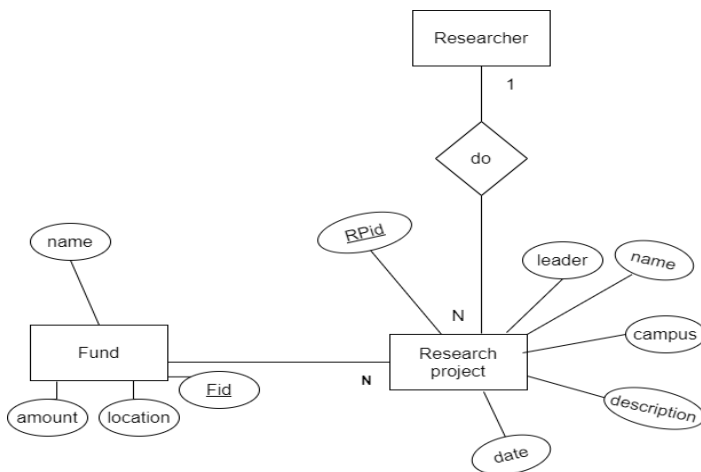 Researcher
1
do
RPid
name
leader
name
N
campus
Fund
Research
project
N
Fid
amount
location
description
date